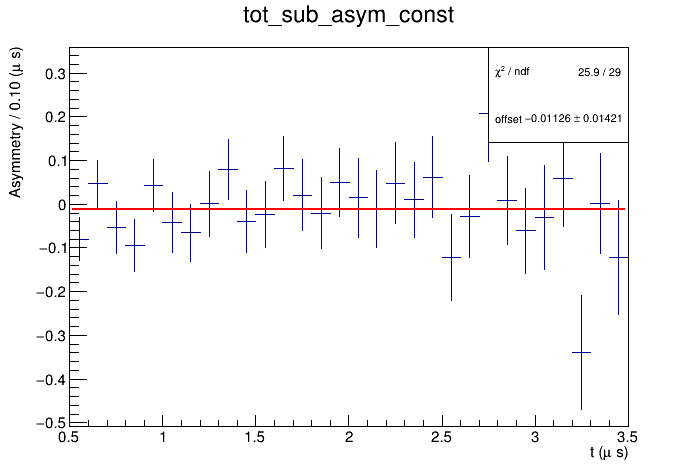 tot_sub_asym_const
Asymmetry / 0.10 (μ s)
χ² / ndf 25.9 / 29
offset −0.01126 ± 0.01421
0.3
0.2
0.1
0
−0.1
−0.2
−0.3
−0.4
−0.5
0.5 1 1.5 2 2.5 3 3.5
t (μ s)